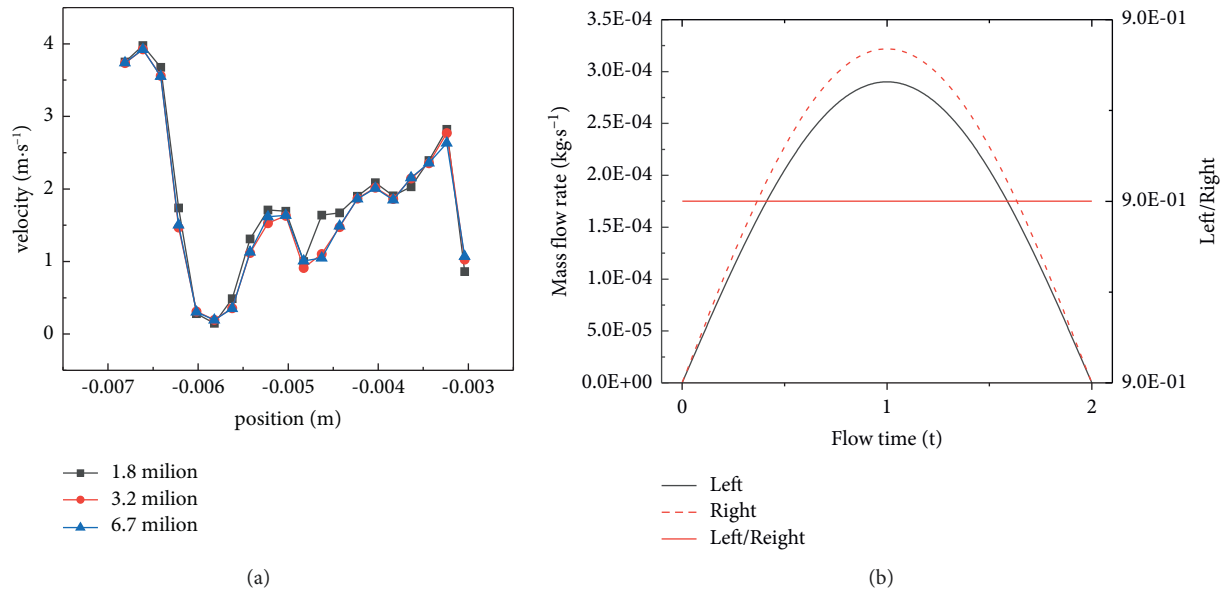 4
3
2
1
0
velocity (m·s⁻¹)
-0.007
-0.006
-0.005
-0.004
-0.003
position (m)
1.8 milion
3.2 milion
6.7 milion
(a)
3.5E-04
3.0E-04
2.5E-04
2.0E-04
1.5E-04
1.0E-04
5.0E-05
0.0E+00
Mass flow rate (kg·s⁻¹)
9.0E-01
9.0E-01
9.0E-01
Left/Right
0
1
2
Flow time (t)
Left
Right
Left/Reight
(b)